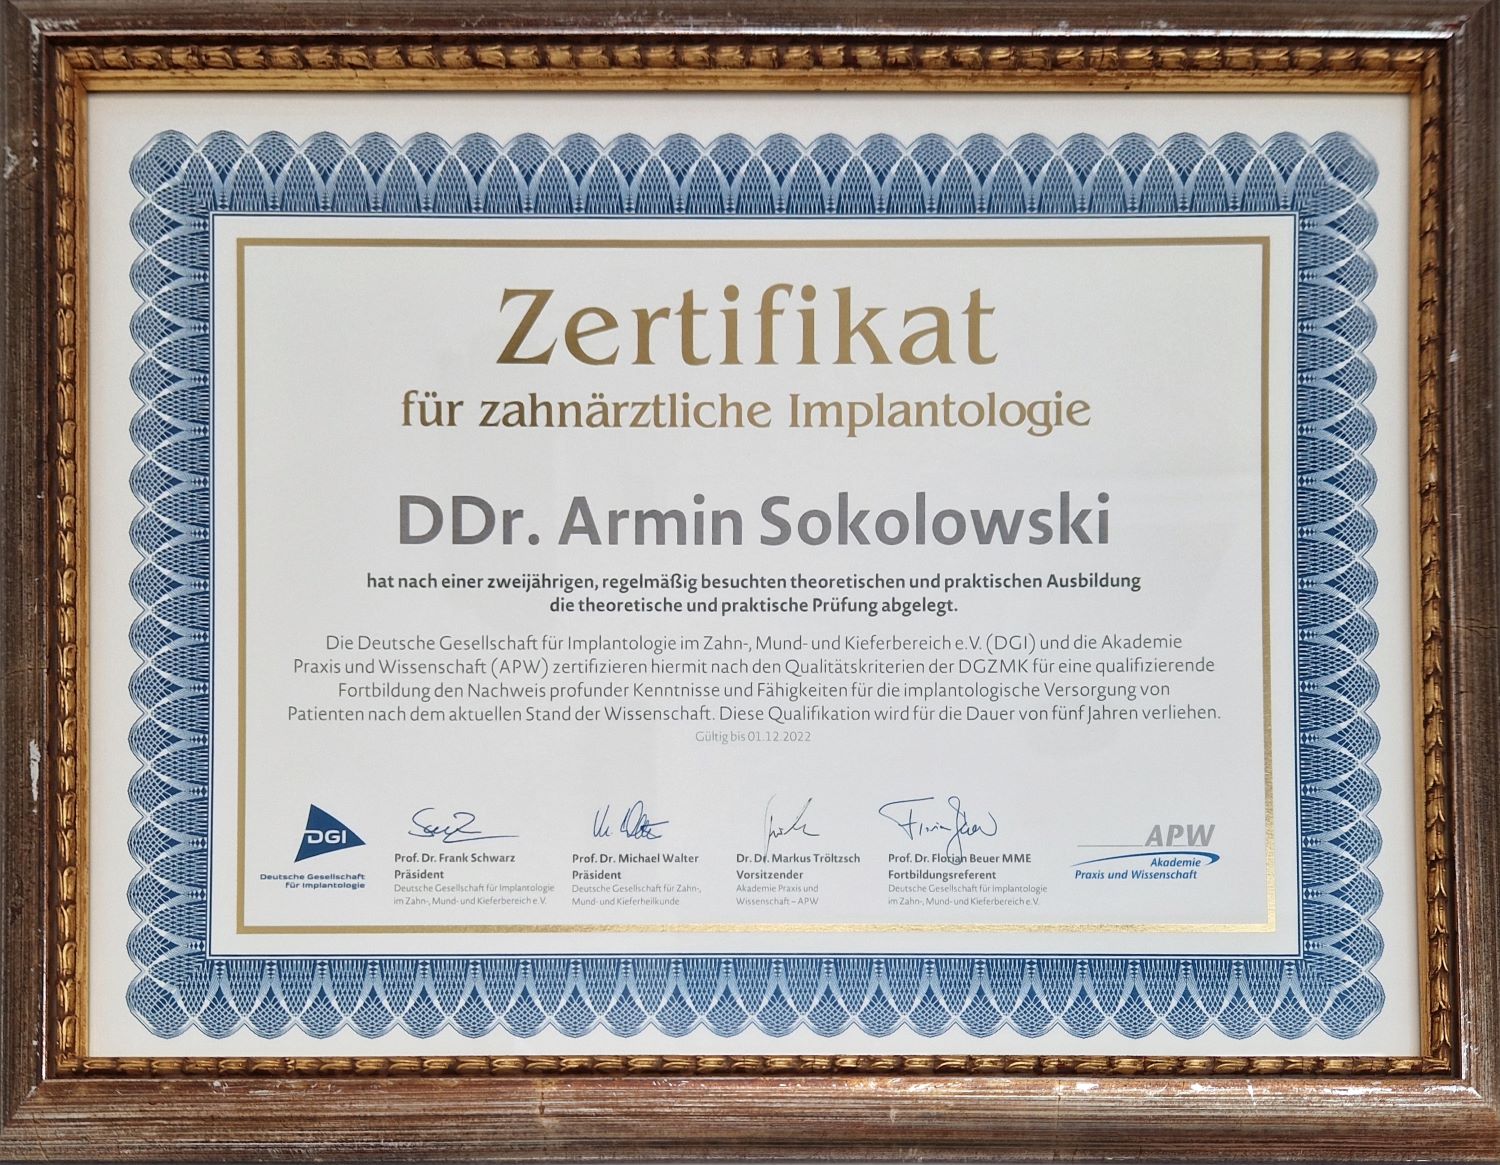 Zertifikat
für zahnärztliche Implantologie
DDr. Armin Sokolowski
hat nach einer zweijährigen, regelmäßig besuchten theoretischen und praktischen Ausbildung
die theoretische und praktische Prüfung abgelegt.
Die Deutsche Gesellschaft für Implantologie im Zahn-, Mund- und Kieferbereich e.V. (DGI) und die Akademie
Praxis und Wissenschaft (APW) zertifizieren hiermit nach den Qualitätskriterien der DGZMK für eine qualifizierende
Fortbildung den Nachweis profunder Kenntnisse und Fähigkeiten für die implantologische Versorgung von
Patienten nach dem aktuellen Stand der Wissenschaft. Diese Qualifikation wird für die Dauer von fünf Jahren verliehen.
Gültig bis 01.12.2022
DGI
Deutsche Gesellschaft
für Implantologie
Prof. Dr. Frank Schwarz
Präsident
Deutsche Gesellschaft für Implantologie
im Zahn-, Mund- und Kieferbereich e.V.
Prof. Dr. Michael Walter
Präsident
Deutsche Gesellschaft für Zahn-,
Mund- und Kieferheilkunde
Dr. Dr. Markus Tröltzsch
Vorsitzender
Akademie Praxis und
Wissenschaft – APW
Prof. Dr. Florian Beuer MME
Fortbildungsreferent
Deutsche Gesellschaft für Implantologie
im Zahn-, Mund- und Kieferbereich e.V.
APW
Akademie
Praxis und Wissenschaft